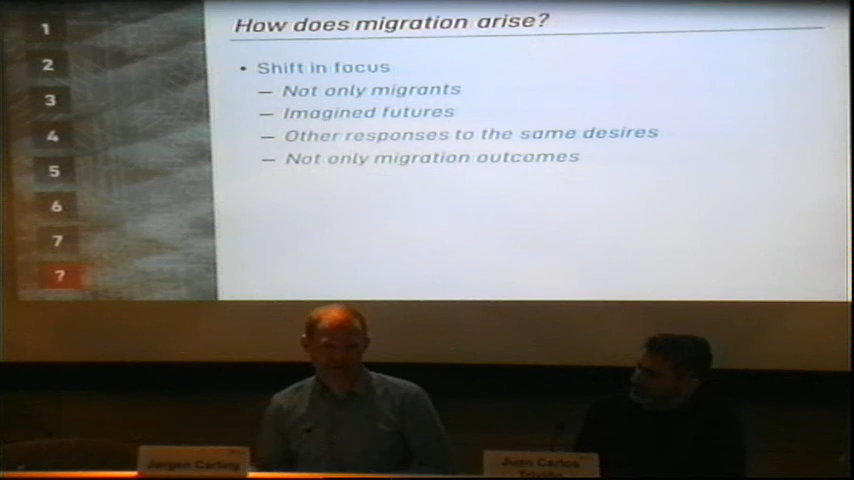 How does migration arise?
1
2
3
4
5
6
7
?
• Shift in focus
– Not only migrants
– Imagined futures
– Other responses to the same desires
– Not only migration outcomes
Jørgen Carling
Juan Carlos